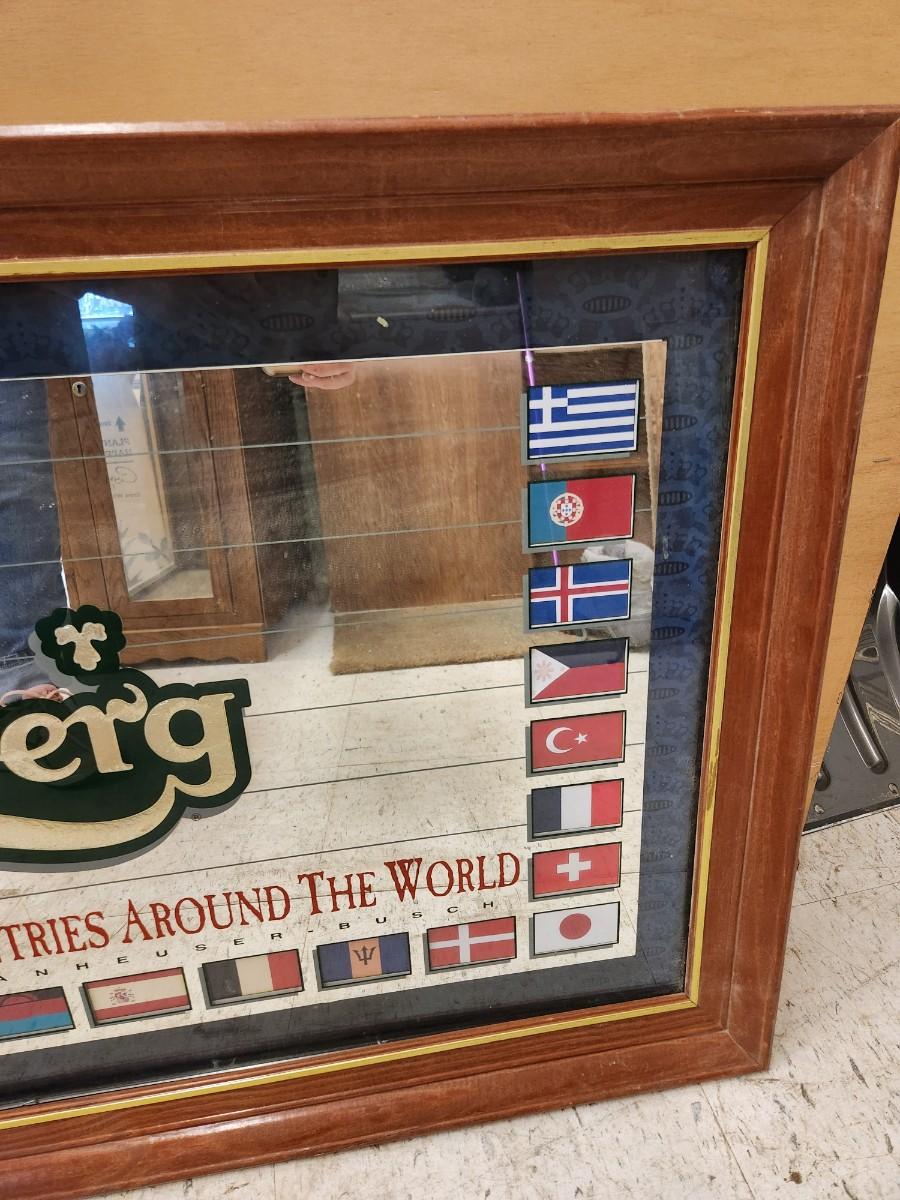 erg
®
TRIES AROUND THE WORLD
ANHEUSER-BUSCH